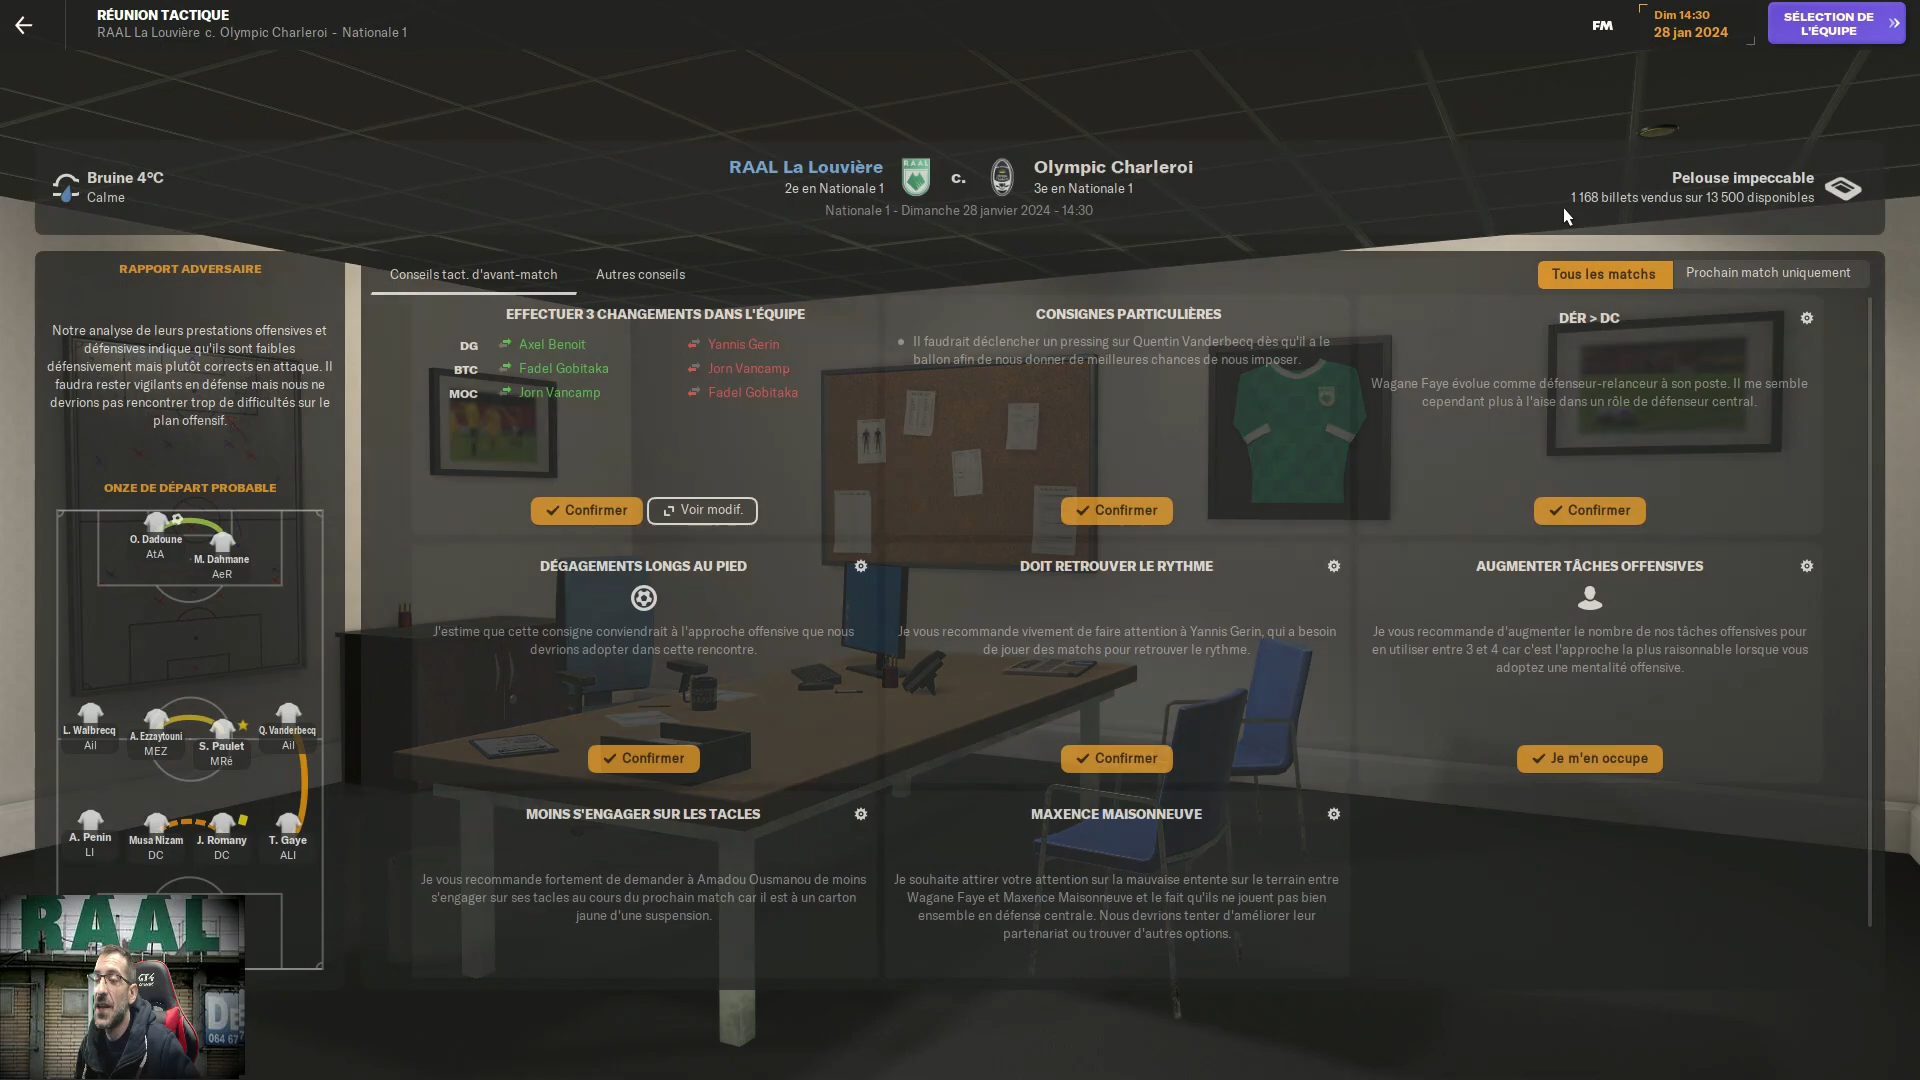 RÉUNION TACTIQUE
RAAL La Louvière c. Olympic Charleroi - Nationale 1
FM
Dim 14:30
28 jan 2024
SÉLECTION DE
L'ÉQUIPE
Bruine 4°C
Calme
RAAL La Louvière
2e en Nationale 1
c.
Olympic Charleroi
3e en Nationale 1
Nationale 1 - Dimanche 28 janvier 2024 - 14:30
Pelouse impeccable
1 168 billets vendus sur 13 500 disponibles
RAPPORT ADVERSAIRE
Notre analyse de leurs prestations offensives et
défensives indique qu'ils sont faibles
défensivement mais plutôt corrects en attaque. Il
faudra rester vigilants en défense mais nous ne
devrions pas rencontrer trop de difficultés sur le
plan offensif.
ONZE DE DÉPART PROBABLE
O. Dadoune
AtA
M. Dahmane
AeR
L. Walbrecq
Ail
A. Ezzaytouni
MEZ
S. Paulet
MRé
Q. Vanderbecq
Ail
A. Penin
LI
Musa Nizam
DC
J. Romany
DC
T. Gaye
ALI
Conseils tact. d'avant-match
Autres conseils
Tous les matchs
Prochain match uniquement
EFFECTUER 3 CHANGEMENTS DANS L'ÉQUIPE
DG Axel Benoit Yannis Gerin
BTC Fadel Gobitaka Jorn Vancamp
MOC Jorn Vancamp Fadel Gobitaka
Confirmer
Voir modif.
CONSIGNES PARTICULIÈRES
Il faudrait déclencher un pressing sur Quentin Vanderbecq dès qu'il a le
ballon afin de nous donner de meilleures chances de nous imposer.
Confirmer
DÉR > DC
Wagane Faye évolue comme défenseur-relanceur à son poste. Il me semble
cependant plus à l'aise dans un rôle de défenseur central.
Confirmer
DÉGAGEMENTS LONGS AU PIED
J'estime que cette consigne conviendrait à l'approche offensive que nous
devrions adopter dans cette rencontre.
Confirmer
DOIT RETROUVER LE RYTHME
Je vous recommande vivement de faire attention à Yannis Gerin, qui a besoin
de jouer des matchs pour retrouver le rythme.
Confirmer
AUGMENTER TÂCHES OFFENSIVES
Je vous recommande d'augmenter le nombre de nos tâches offensives pour
en utiliser entre 3 et 4 car c'est l'approche la plus raisonnable lorsque vous
adoptez une mentalité offensive.
Je m'en occupe
MOINS S'ENGAGER SUR LES TACLES
Je vous recommande fortement de demander à Amadou Ousmanou de moins
s'engager sur ses tacles au cours du prochain match car il est à un carton
jaune d'une suspension.
MAXENCE MAISONNEUVE
Je souhaite attirer votre attention sur la mauvaise entente sur le terrain entre
Wagane Faye et Maxence Maisonneuve et le fait qu'ils ne jouent pas bien
ensemble en défense centrale. Nous devrions tenter d'améliorer leur
partenariat ou trouver d'autres options.
RAAL